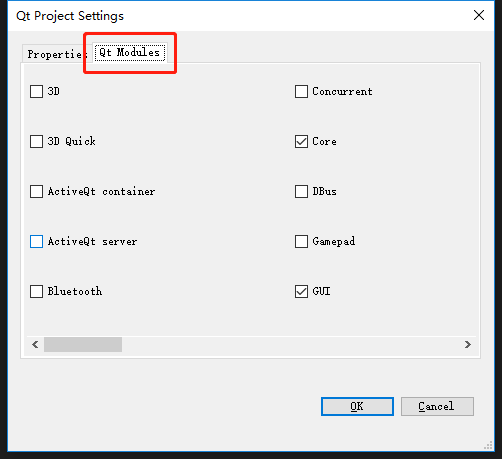 Qt Project Settings
Properties Qt Modules
3D Concurrent
3D Quick Core
ActiveQt container DBus
ActiveQt server Gamepad
Bluetooth GUI
OK Cancel